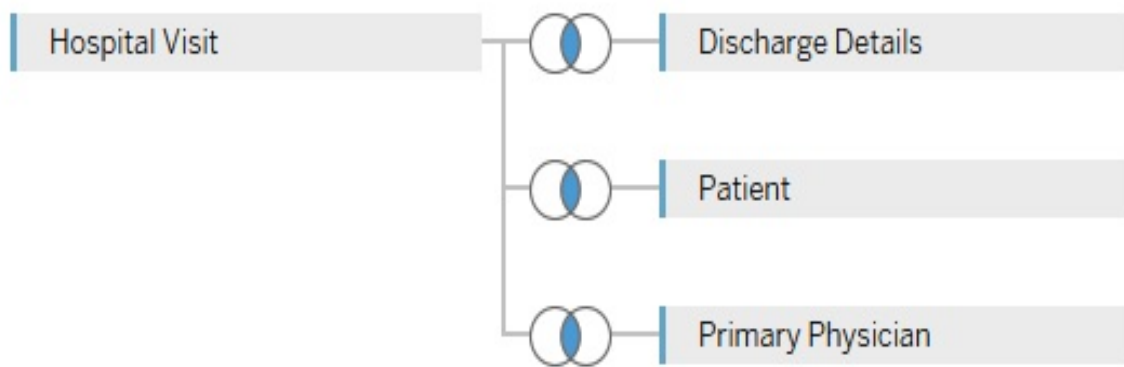 Hospital Visit
Discharge Details
Patient
Primary Physician